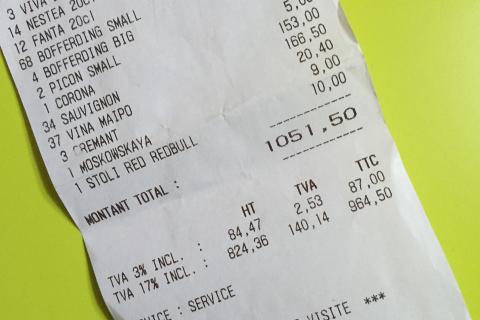 3 VIVA
14 NESTEA 20cl
12 FANTA 20cl
68 BOFFERDING SMALL
4 BOFFERDING BIG
2 PICON SMALL
1 CORONA 5,00
34 SAUVIGNON 153,00
37 VINA MAIPO 166,50
3 CREMANT 20,40
1 MOSKOWSKAYA 9,00
1 STOLI RED REDBULL 10,00
MONTANT TOTAL : 1051,50
HT TVA TTC
TVA 3% INCL. : 84,47 2,53 87,00
TVA 17% INCL. : 824,36 140,14 964,50
: SERVICE
VISITE ***